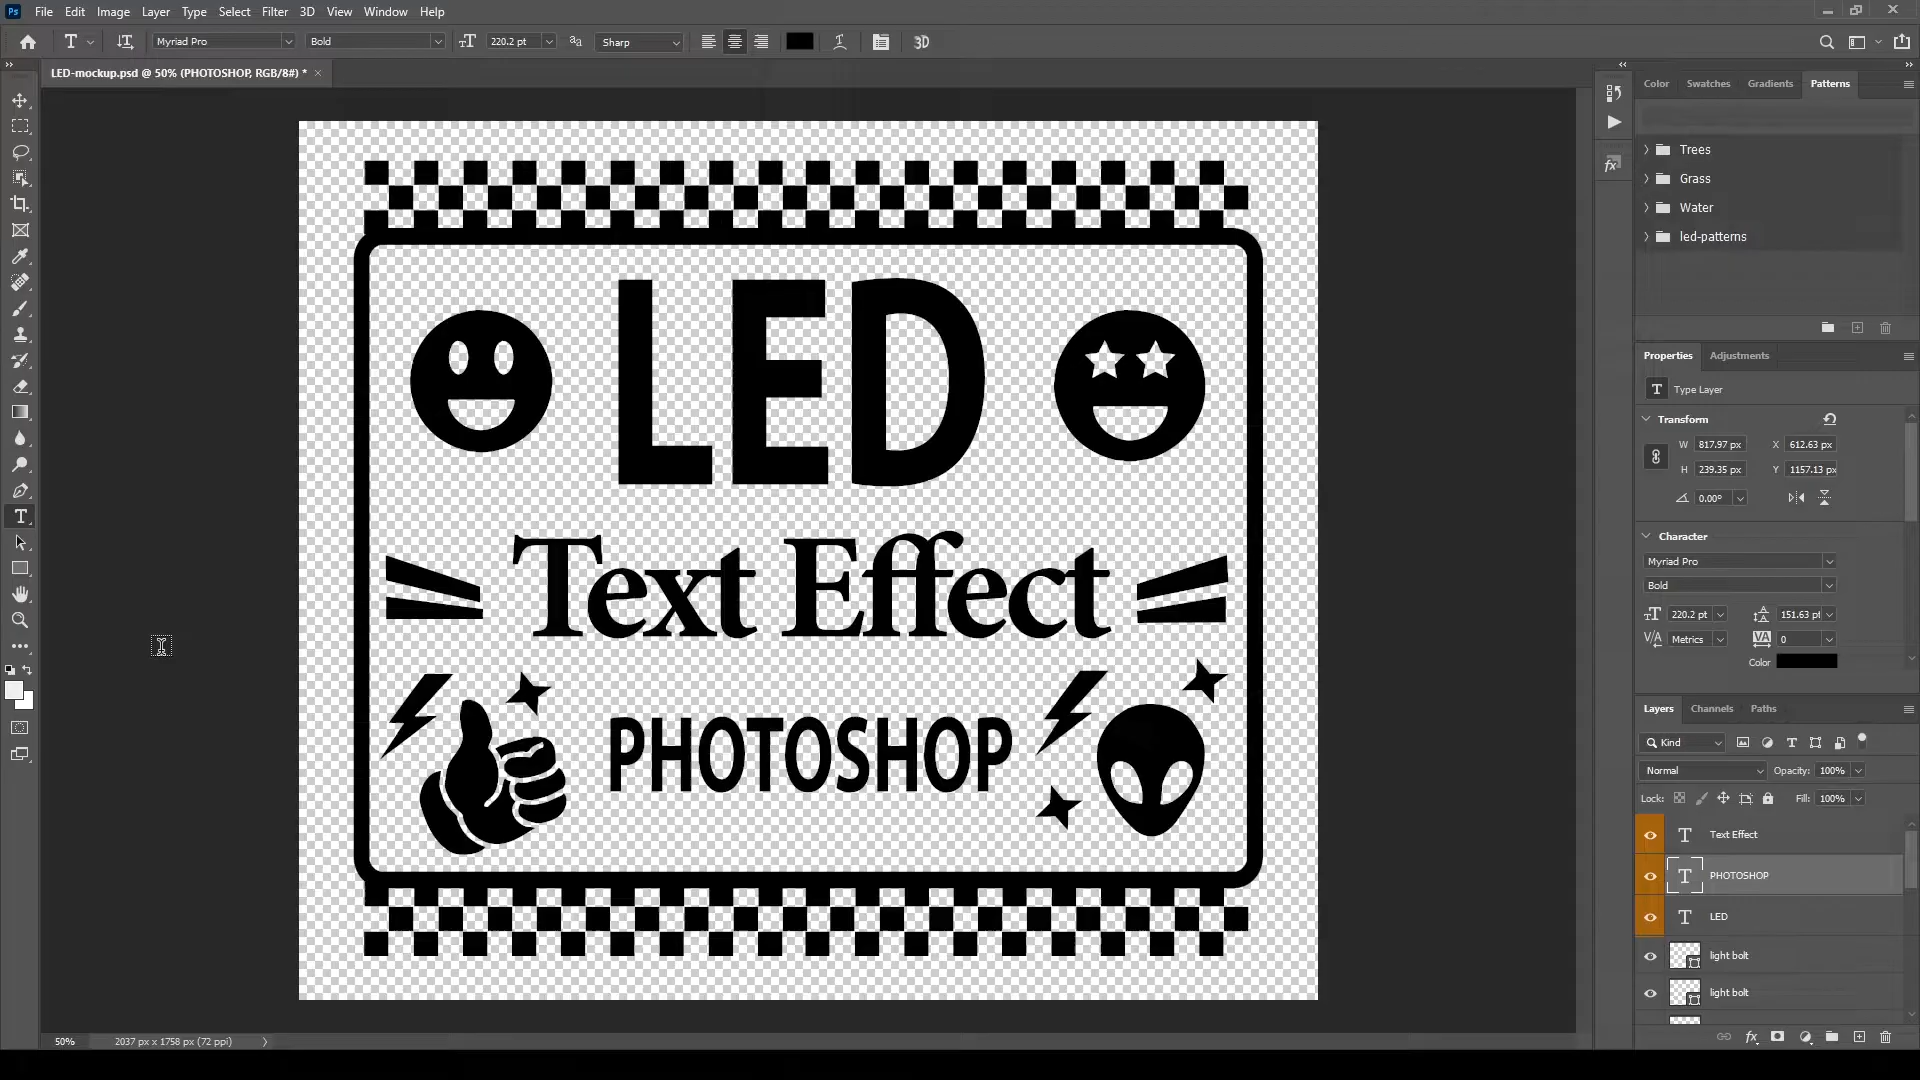 Ps File Edit Image Layer Type Select Filter 3D View Window Help
Myriad Pro Bold 220.2 pt Sharp 3D
LED-mockup.psd @ 50% (PHOTOSHOP, RGB/8#) *
LED
Text Effect
PHOTOSHOP
50% 2037 px x 1758 px (72 ppi)
Color Swatches Gradients Patterns
Trees
Grass
Water
led-patterns
Properties Adjustments
Type Layer
Transform
W 817.97 px X 612.63 px
H 239.35 px Y 1157.13 px
0.00°
Character
Myriad Pro
Bold
220.2 pt 151.63 pt
Metrics 0
Color
Layers Channels Paths
Kind
Normal Opacity: 100%
Lock: Fill: 100%
Text Effect
PHOTOSHOP
LED
light bolt
light bolt